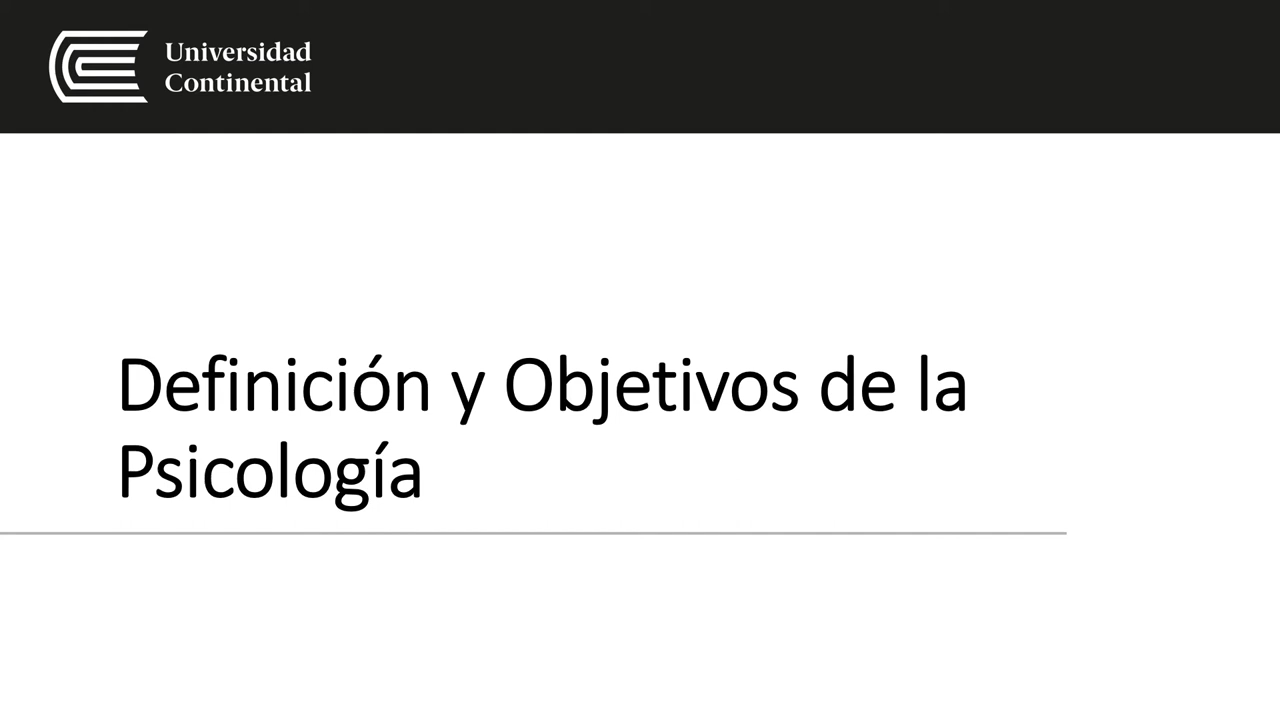 Universidad
Continental
Definición y Objetivos de la
Psicología